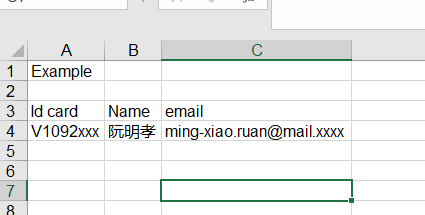 A B C
1 Example
2
3 Id card Name email
4 V1092xxx 阮明孝 ming-xiao.ruan@mail.xxxx
5
6
7
8